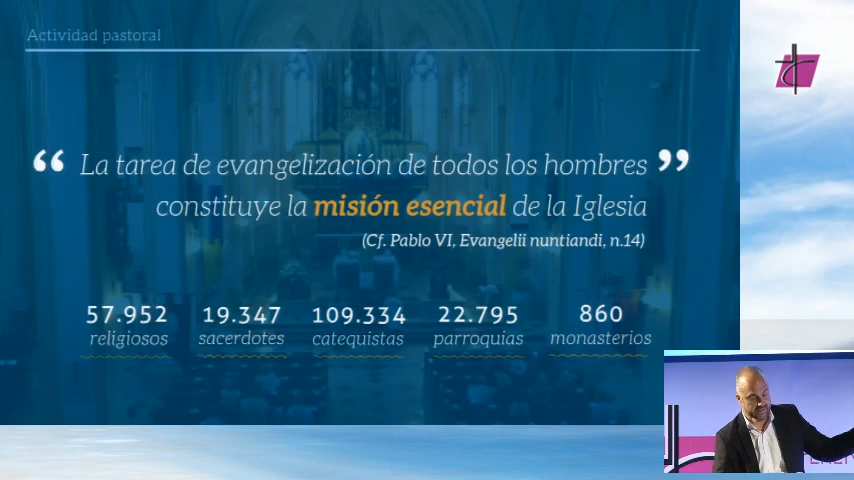 Actividad pastoral
“ La tarea de evangelización de todos los hombres ”
constituye la misión esencial de la Iglesia
(Cf. Pablo VI, Evangelii nuntiandi, n.14)
57.952 19.347 109.334 22.795 860
religiosos sacerdotes catequistas parroquias monasterios